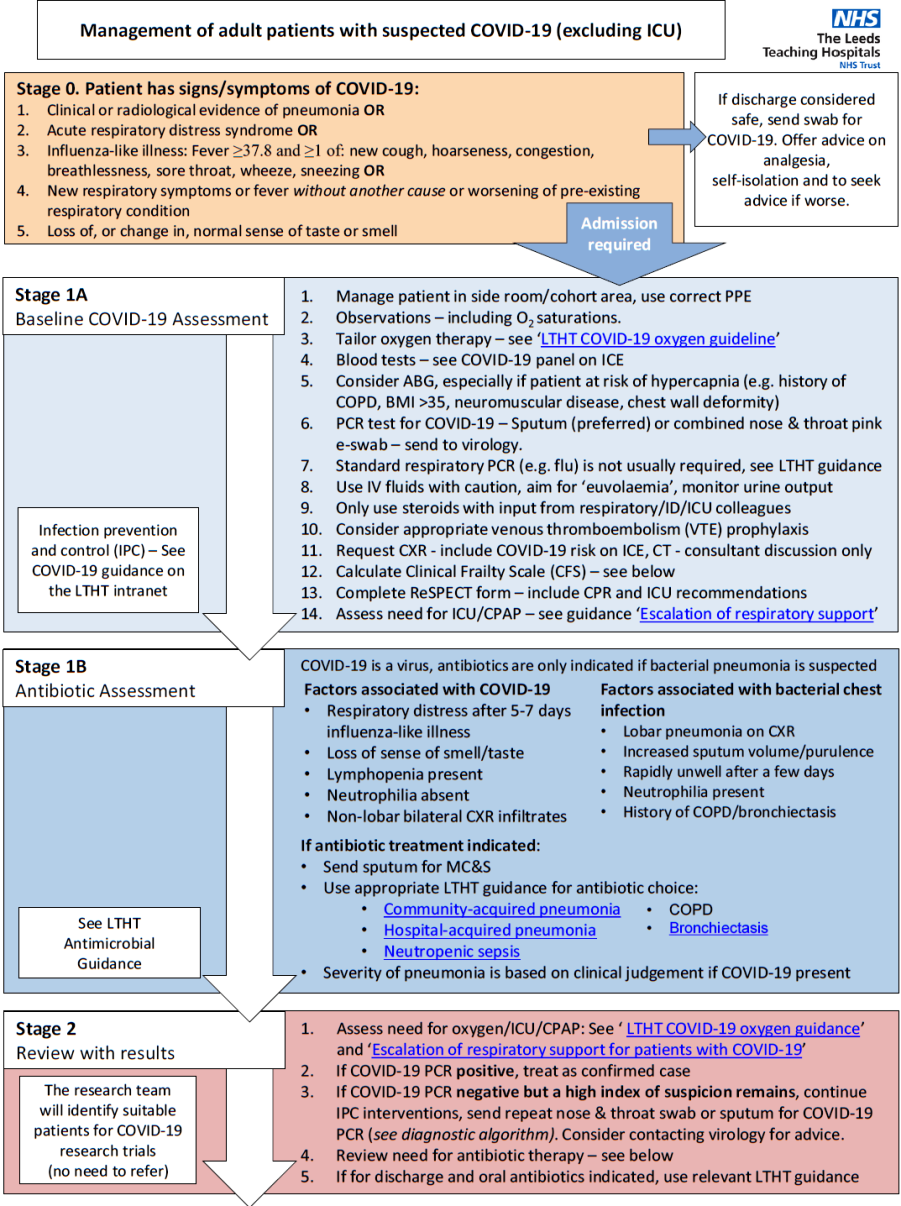 Management of adult patients with suspected COVID-19 (excluding ICU)
NHS
The Leeds
Teaching Hospitals
NHS Trust
Stage 0. Patient has signs/symptoms of COVID-19:
1. Clinical or radiological evidence of pneumonia OR
2. Acute respiratory distress syndrome OR
3. Influenza-like illness: Fever ≥37.8 and ≥1 of: new cough, hoarseness, congestion,
breathlessness, sore throat, wheeze, sneezing OR
4. New respiratory symptoms or fever without another cause or worsening of pre-existing
respiratory condition
5. Loss of, or change in, normal sense of taste or smell
If discharge considered
safe, send swab for
COVID-19. Offer advice on
analgesia,
self-isolation and to seek
advice if worse.
Admission
required
Stage 1A
Baseline COVID-19 Assessment
1. Manage patient in side room/cohort area, use correct PPE
2. Observations – including O2 saturations.
3. Tailor oxygen therapy – see ‘LTHT COVID-19 oxygen guideline’
4. Blood tests – see COVID-19 panel on ICE
5. Consider ABG, especially if patient at risk of hypercapnia (e.g. history of
COPD, BMI >35, neuromuscular disease, chest wall deformity)
6. PCR test for COVID-19 – Sputum (preferred) or combined nose & throat pink
e-swab – send to virology.
7. Standard respiratory PCR (e.g. flu) is not usually required, see LTHT guidance
8. Use IV fluids with caution, aim for ‘euvolaemia’, monitor urine output
9. Only use steroids with input from respiratory/ID/ICU colleagues
10. Consider appropriate venous thromboembolism (VTE) prophylaxis
11. Request CXR - include COVID-19 risk on ICE, CT - consultant discussion only
12. Calculate Clinical Frailty Scale (CFS) – see below
13. Complete ReSPECT form – include CPR and ICU recommendations
14. Assess need for ICU/CPAP – see guidance ‘Escalation of respiratory support’
Infection prevention
and control (IPC) – See
COVID-19 guidance on
the LTHT intranet
Stage 1B
Antibiotic Assessment
COVID-19 is a virus, antibiotics are only indicated if bacterial pneumonia is suspected
Factors associated with COVID-19
• Respiratory distress after 5-7 days
influenza-like illness
• Loss of sense of smell/taste
• Lymphopenia present
• Neutrophilia absent
• Non-lobar bilateral CXR infiltrates
Factors associated with bacterial chest
infection
• Lobar pneumonia on CXR
• Increased sputum volume/purulence
• Rapidly unwell after a few days
• Neutrophilia present
• History of COPD/bronchiectasis
If antibiotic treatment indicated:
• Send sputum for MC&S
• Use appropriate LTHT guidance for antibiotic choice:
• Community-acquired pneumonia
• Hospital-acquired pneumonia
• Neutropenic sepsis
• COPD
• Bronchiectasis
• Severity of pneumonia is based on clinical judgement if COVID-19 present
See LTHT
Antimicrobial
Guidance
Stage 2
Review with results
1. Assess need for oxygen/ICU/CPAP: See ‘ LTHT COVID-19 oxygen guidance’
and ‘Escalation of respiratory support for patients with COVID-19’
2. If COVID-19 PCR positive, treat as confirmed case
3. If COVID-19 PCR negative but a high index of suspicion remains, continue
IPC interventions, send repeat nose & throat swab or sputum for COVID-19
PCR (see diagnostic algorithm). Consider contacting virology for advice.
4. Review need for antibiotic therapy – see below
5. If for discharge and oral antibiotics indicated, use relevant LTHT guidance
The research team
will identify suitable
patients for COVID-19
research trials
(no need to refer)